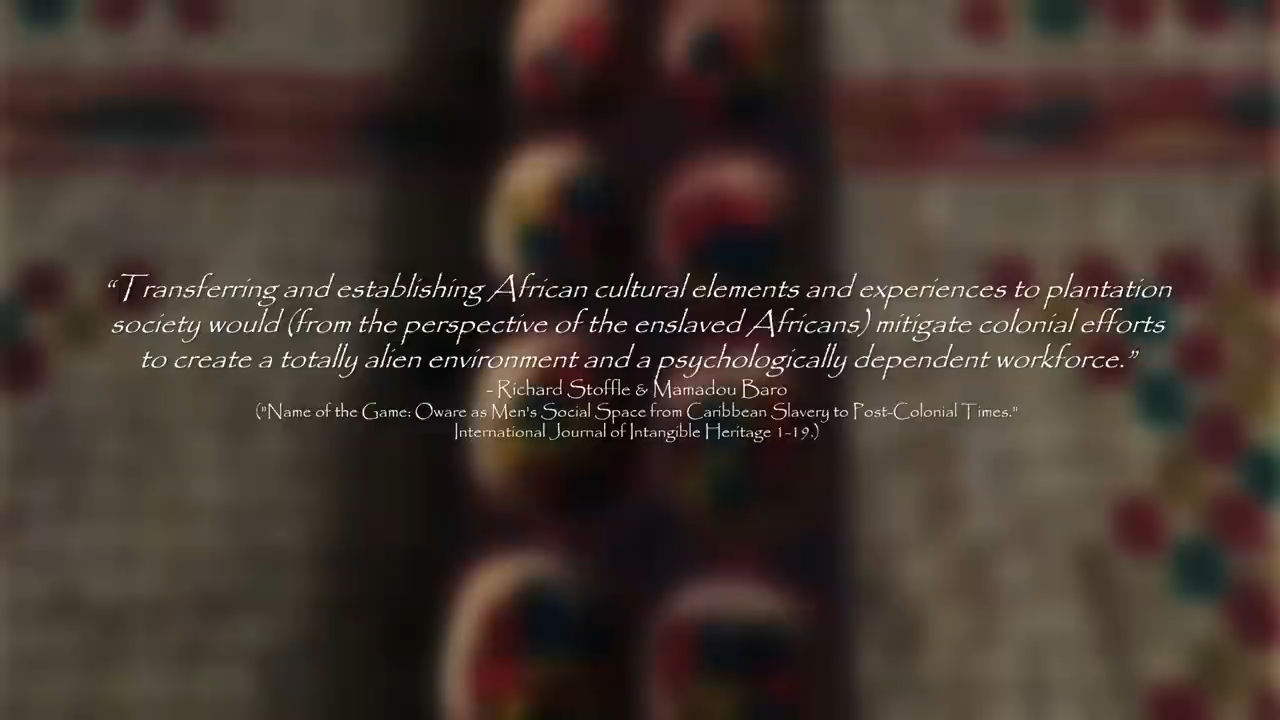 “Transferring and establishing African cultural elements and experiences to plantation
society would (from the perspective of the enslaved Africans) mitigate colonial efforts
to create a totally alien environment and a psychologically dependent workforce.”
- Richard Stoffle & Mamadou Baro
("Name of the Game: Oware as Men's Social Space from Caribbean Slavery to Post-Colonial Times."
International Journal of Intangible Heritage 1-19.)